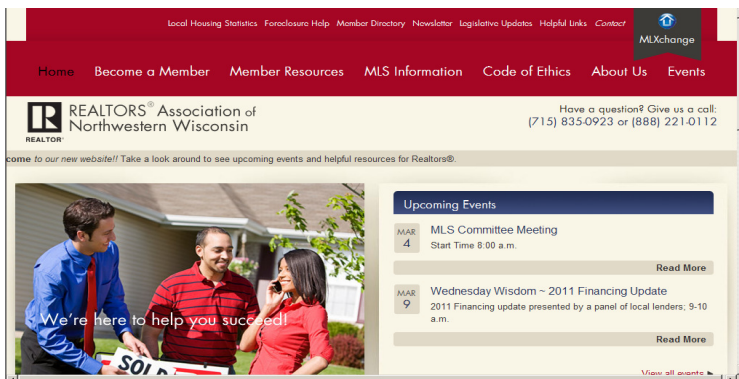 Local Housing Statistics Foreclosure Help Member Directory Newsletter Legislative Updates Helpful Links Contact
MLXchange
Home Become a Member Member Resources MLS Information Code of Ethics About Us Events
R
REALTOR®
REALTORS® Association of
Northwestern Wisconsin
Have a question? Give us a call:
(715) 835-0923 or (888) 221-0112
come to our new website!! Take a look around to see upcoming events and helpful resources for Realtors®.
We're here to help you succeed!
SOLD
Upcoming Events
MAR
4
MLS Committee Meeting
Start Time 8:00 a.m.
Read More
MAR
9
Wednesday Wisdom ~ 2011 Financing Update
2011 Financing update presented by a panel of local lenders; 9-10
a.m.
Read More
View all events